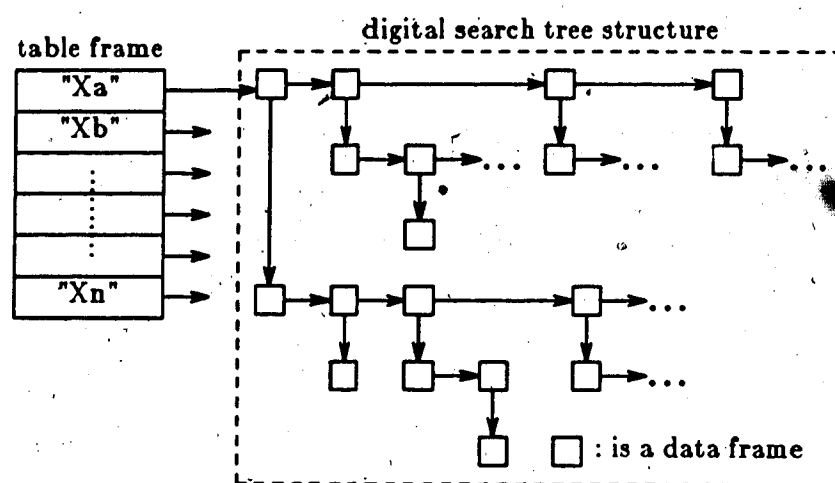 digital search tree structure
table frame
"Xa"
"Xb"
"Xn"
: is a data frame